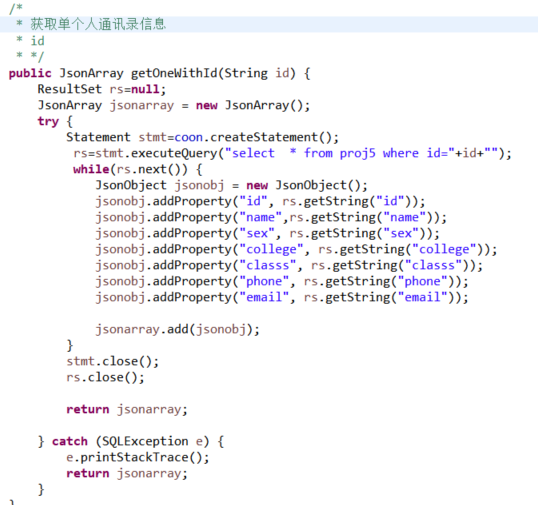 /*
 * 获取单个人通讯录信息
 * id
 * */
public JsonArray getOneWithId(String id) {
    ResultSet rs=null;
    JsonArray jsonarray = new JsonArray();
    try {
        Statement stmt=coon.createStatement();
         rs=stmt.executeQuery("select  * from proj5 where id="+id+"");
         while(rs.next()) {
            JsonObject jsonobj = new JsonObject();
            jsonobj.addProperty("id", rs.getString("id"));
            jsonobj.addProperty("name",rs.getString("name"));
            jsonobj.addProperty("sex", rs.getString("sex"));
            jsonobj.addProperty("college", rs.getString("college"));
            jsonobj.addProperty("classs", rs.getString("classs"));
            jsonobj.addProperty("phone", rs.getString("phone"));
            jsonobj.addProperty("email", rs.getString("email"));

            jsonarray.add(jsonobj);
        }
        stmt.close();
        rs.close();

        return jsonarray;

    } catch (SQLException e) {
        e.printStackTrace();
        return jsonarray;
    }
}